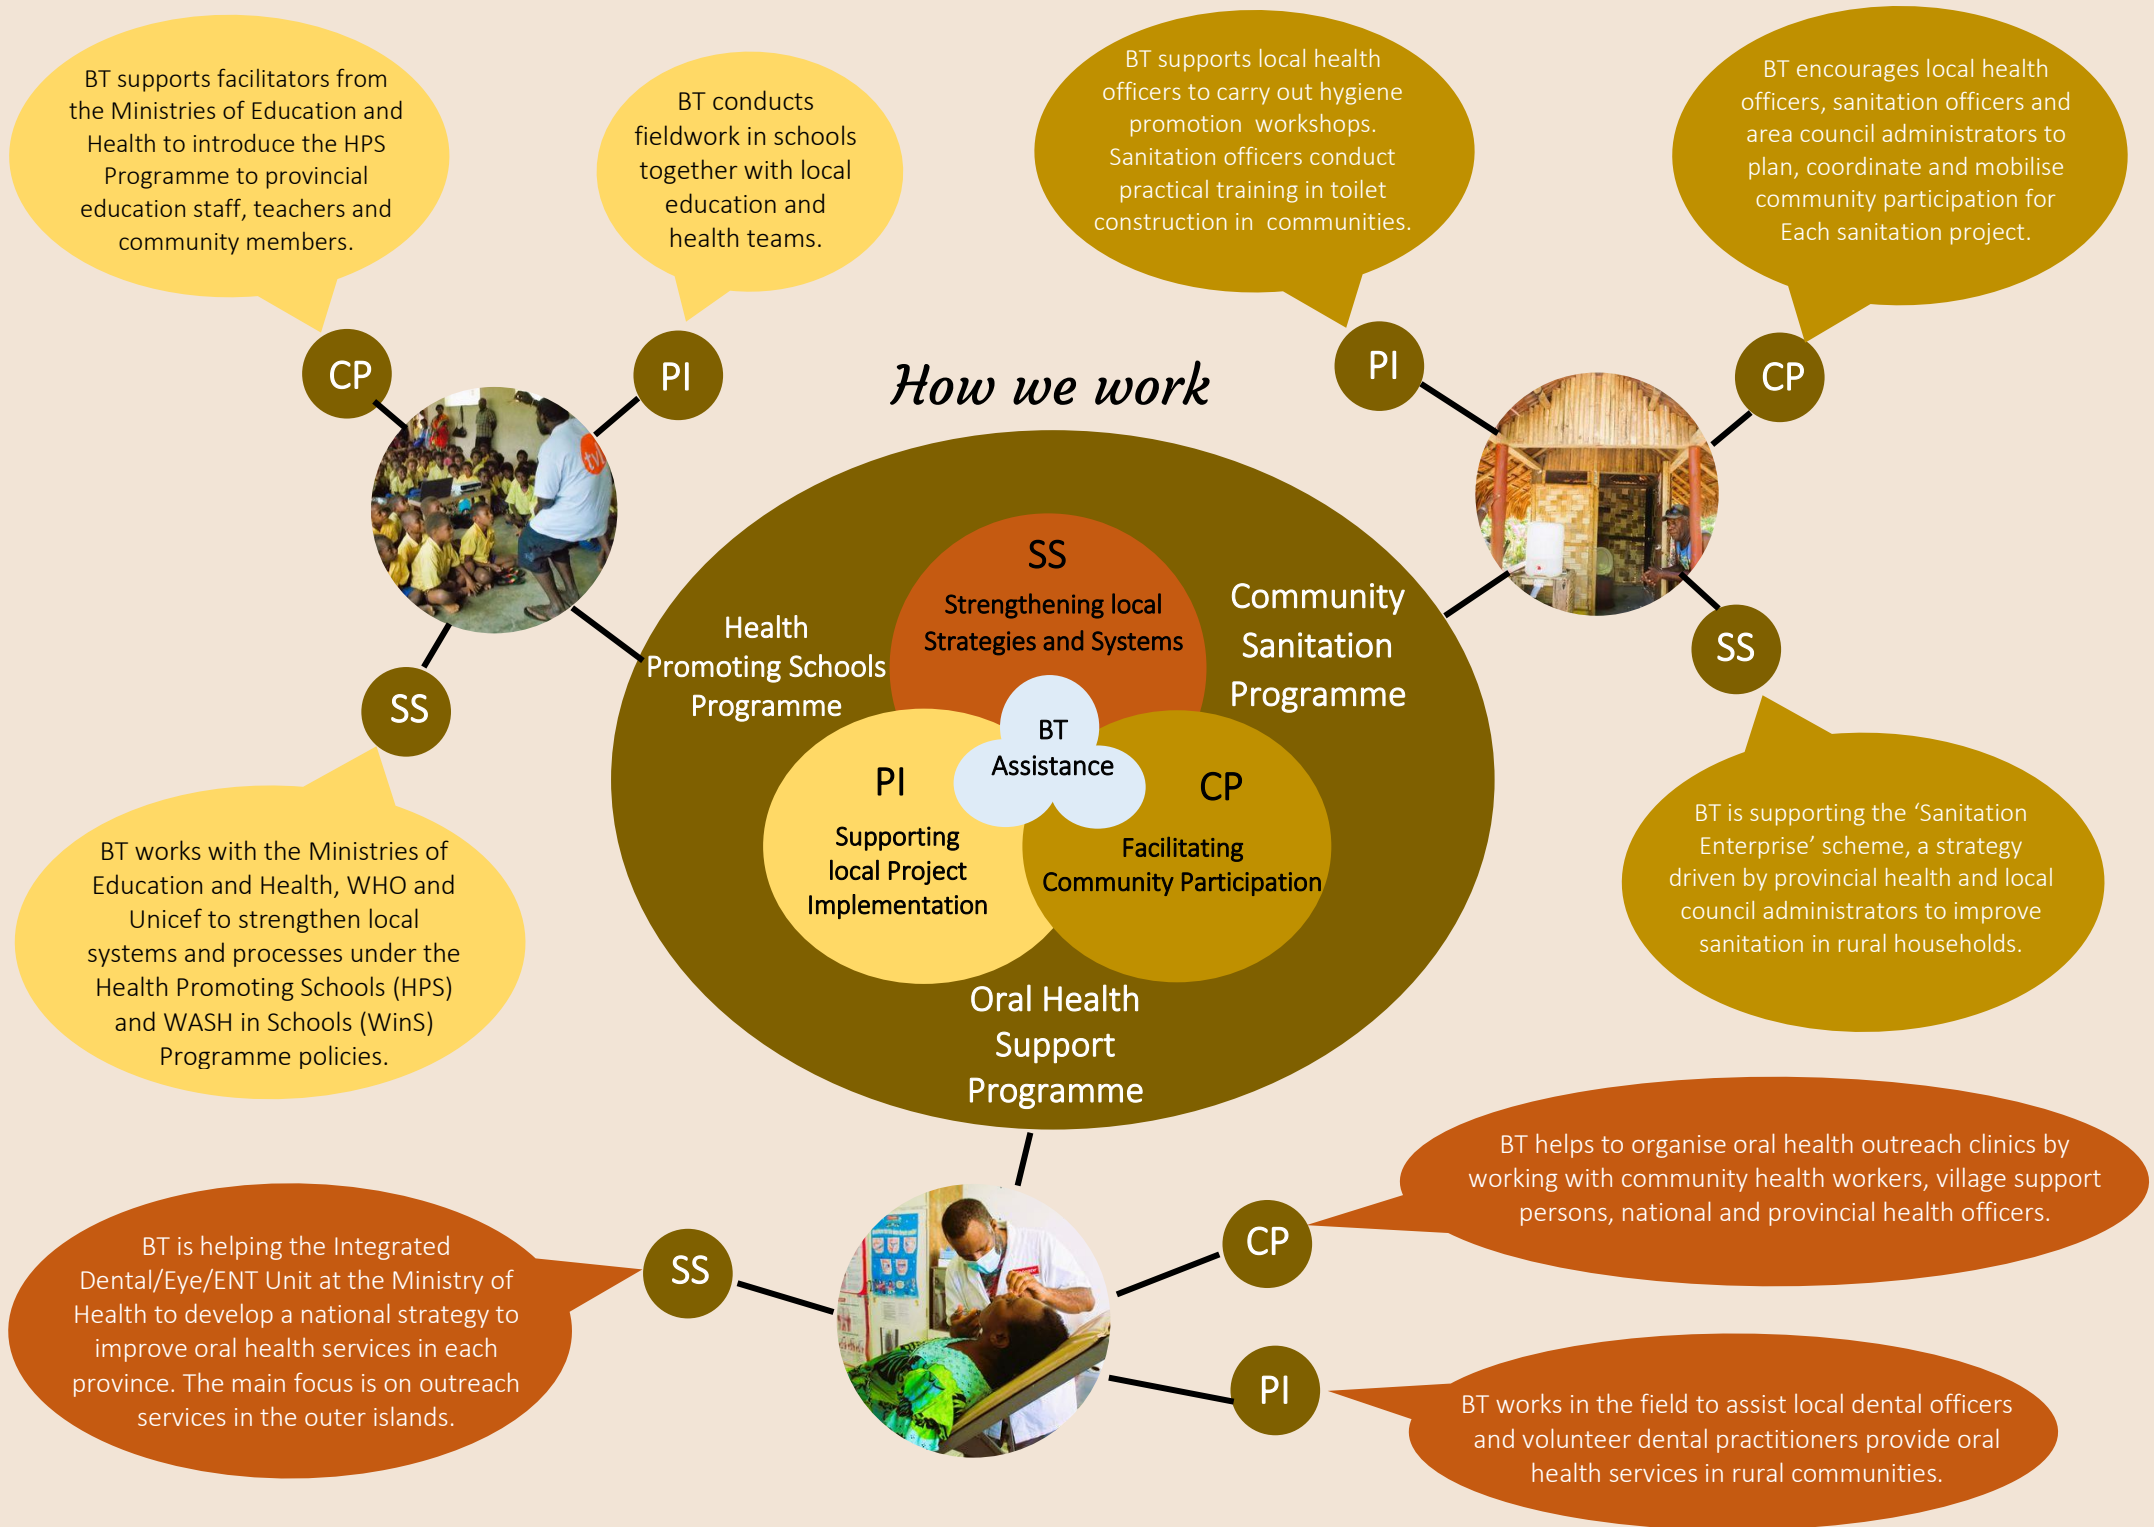 BT supports facilitators from
the Ministries of Education and
Health to introduce the HPS
Programme to provincial
education staff, teachers and
community members.
CP
BT conducts
fieldwork in schools
together with local
education and
health teams.
PI
BT supports local health
officers to carry out hygiene
promotion workshops.
Sanitation officers conduct
practical training in toilet
construction in communities.
PI
BT encourages local health
officers, sanitation officers and
area council administrators to
plan, coordinate and mobilise
community participation for
Each sanitation project.
CP
How we work
tvl
SS
BT works with the Ministries of
Education and Health, WHO and
Unicef to strengthen local
systems and processes under the
Health Promoting Schools (HPS)
and WASH in Schools (WinS)
Programme policies.
Health
Promoting Schools
Programme
SS
Strengthening local
Strategies and Systems
Community
Sanitation
Programme
BT
Assistance
PI
Supporting
local Project
Implementation
CP
Facilitating
Community Participation
Oral Health
Support
Programme
SS
BT is supporting the ‘Sanitation
Enterprise’ scheme, a strategy
driven by provincial health and local
council administrators to improve
sanitation in rural households.
BT is helping the Integrated
Dental/Eye/ENT Unit at the Ministry of
Health to develop a national strategy to
improve oral health services in each
province. The main focus is on outreach
services in the outer islands.
SS
CP
BT helps to organise oral health outreach clinics by
working with community health workers, village support
persons, national and provincial health officers.
PI
BT works in the field to assist local dental officers
and volunteer dental practitioners provide oral
health services in rural communities.